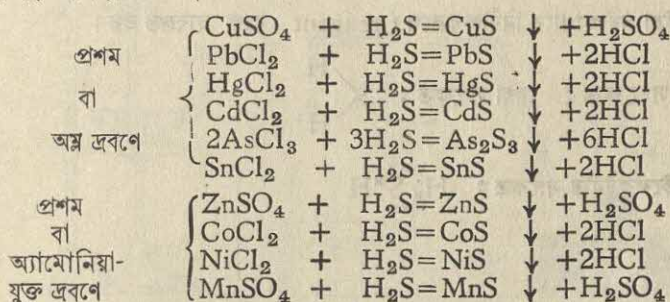 CuSO₄ + H₂S=CuS ↓ +H₂SO₄
প্রশম PbCl₂ + H₂S=PbS ↓ +2HCl
HgCl₂ + H₂S=HgS ↓ +2HCl
বা CdCl₂ + H₂S=CdS ↓ +2HCl
অম্ল দ্রবণে 2AsCl₃ + 3H₂S=As₂S₃ ↓ +6HCl
SnCl₂ + H₂S=SnS ↓ +2HCl
প্রশম ZnSO₄ + H₂S=ZnS ↓ +H₂SO₄
বা CoCl₂ + H₂S=CoS ↓ +2HCl
অ্যামোনিয়া- NiCl₂ + H₂S=NiS ↓ +2HCl
যুক্ত দ্রবণে MnSO₄ + H₂S=MnS ↓ +H₂SO₄